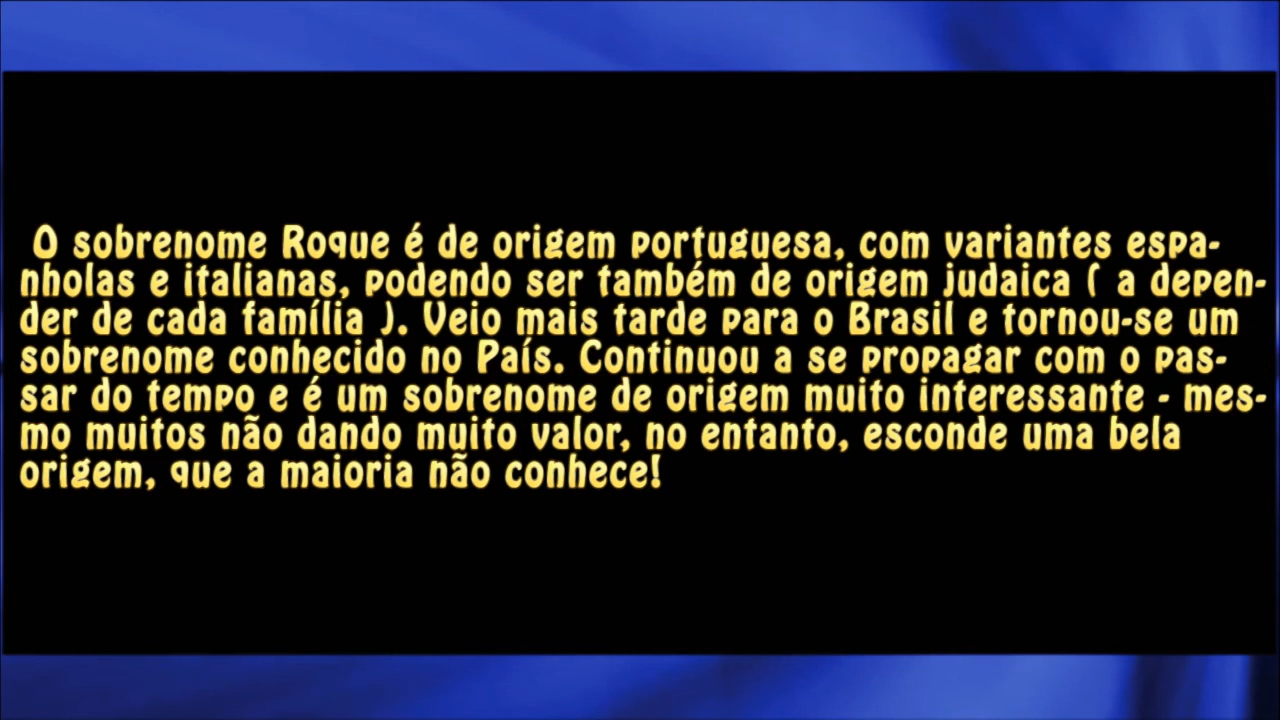 O sobrenome Roque é de origem portuguesa, com variantes espa-
nholas e italianas, podendo ser também de origem judaica ( a depen-
der de cada família ). Veio mais tarde para o Brasil e tornou-se um
sobrenome conhecido no País. Continuou a se propagar com o pas-
sar do tempo e é um sobrenome de origem muito interessante - mes-
mo muitos não dando muito valor, no entanto, esconde uma bela
origem, que a maioria não conhece!